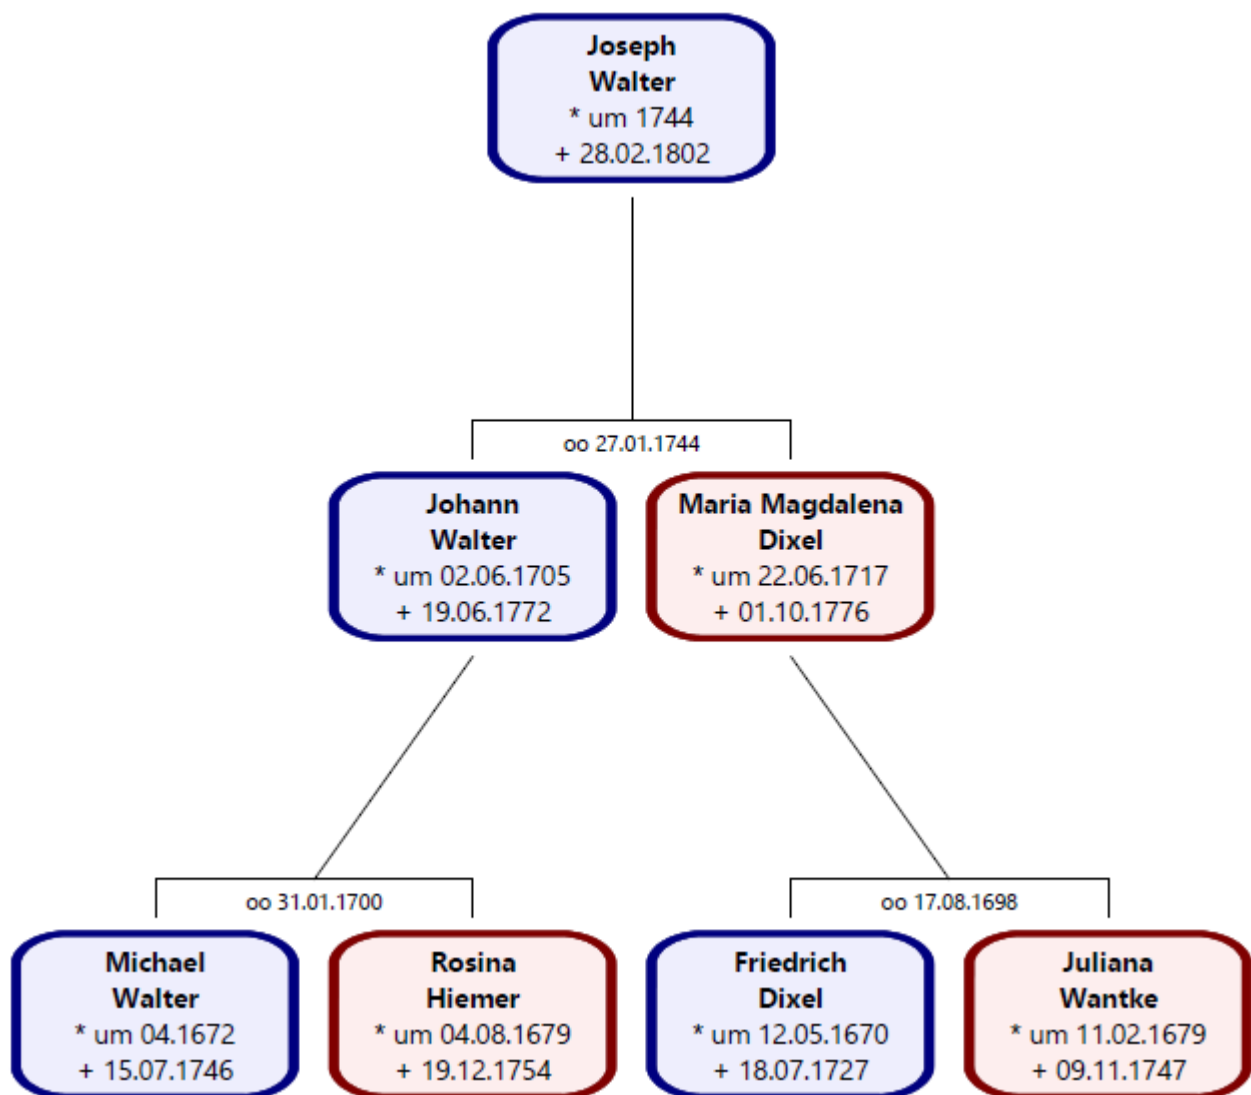 Joseph
Walter
* um 1744
+ 28.02.1802
oo 27.01.1744
Johann
Walter
* um 02.06.1705
+ 19.06.1772
Maria Magdalena
Dixel
* um 22.06.1717
+ 01.10.1776
oo 31.01.1700
oo 17.08.1698
Michael
Walter
* um 04.1672
+ 15.07.1746
Rosina
Hiemer
* um 04.08.1679
+ 19.12.1754
Friedrich
Dixel
* um 12.05.1670
+ 18.07.1727
Juliana
Wantke
* um 11.02.1679
+ 09.11.1747